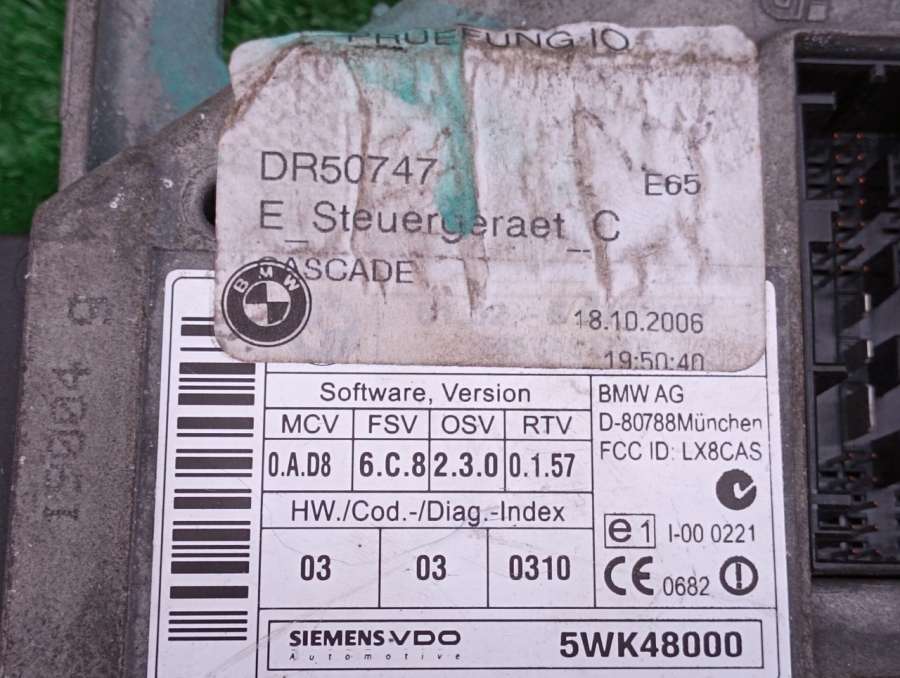 PRUEFUNG IO
DR50747
E65
E_Steuergeraet_C
CASCADE
BMW
18.10.2006
19:50:40
Software, Version
MCV FSV OSV RTV
0.A.D8 6.C.8 2.3.0 0.1.57
HW./Cod.-/Diag.-Index
03 03 0310
BMW AG
D-80788München
FCC ID: LX8CAS
e1 I-00 0221
CE 0682
SIEMENS VDO
Automotive
5WK48000